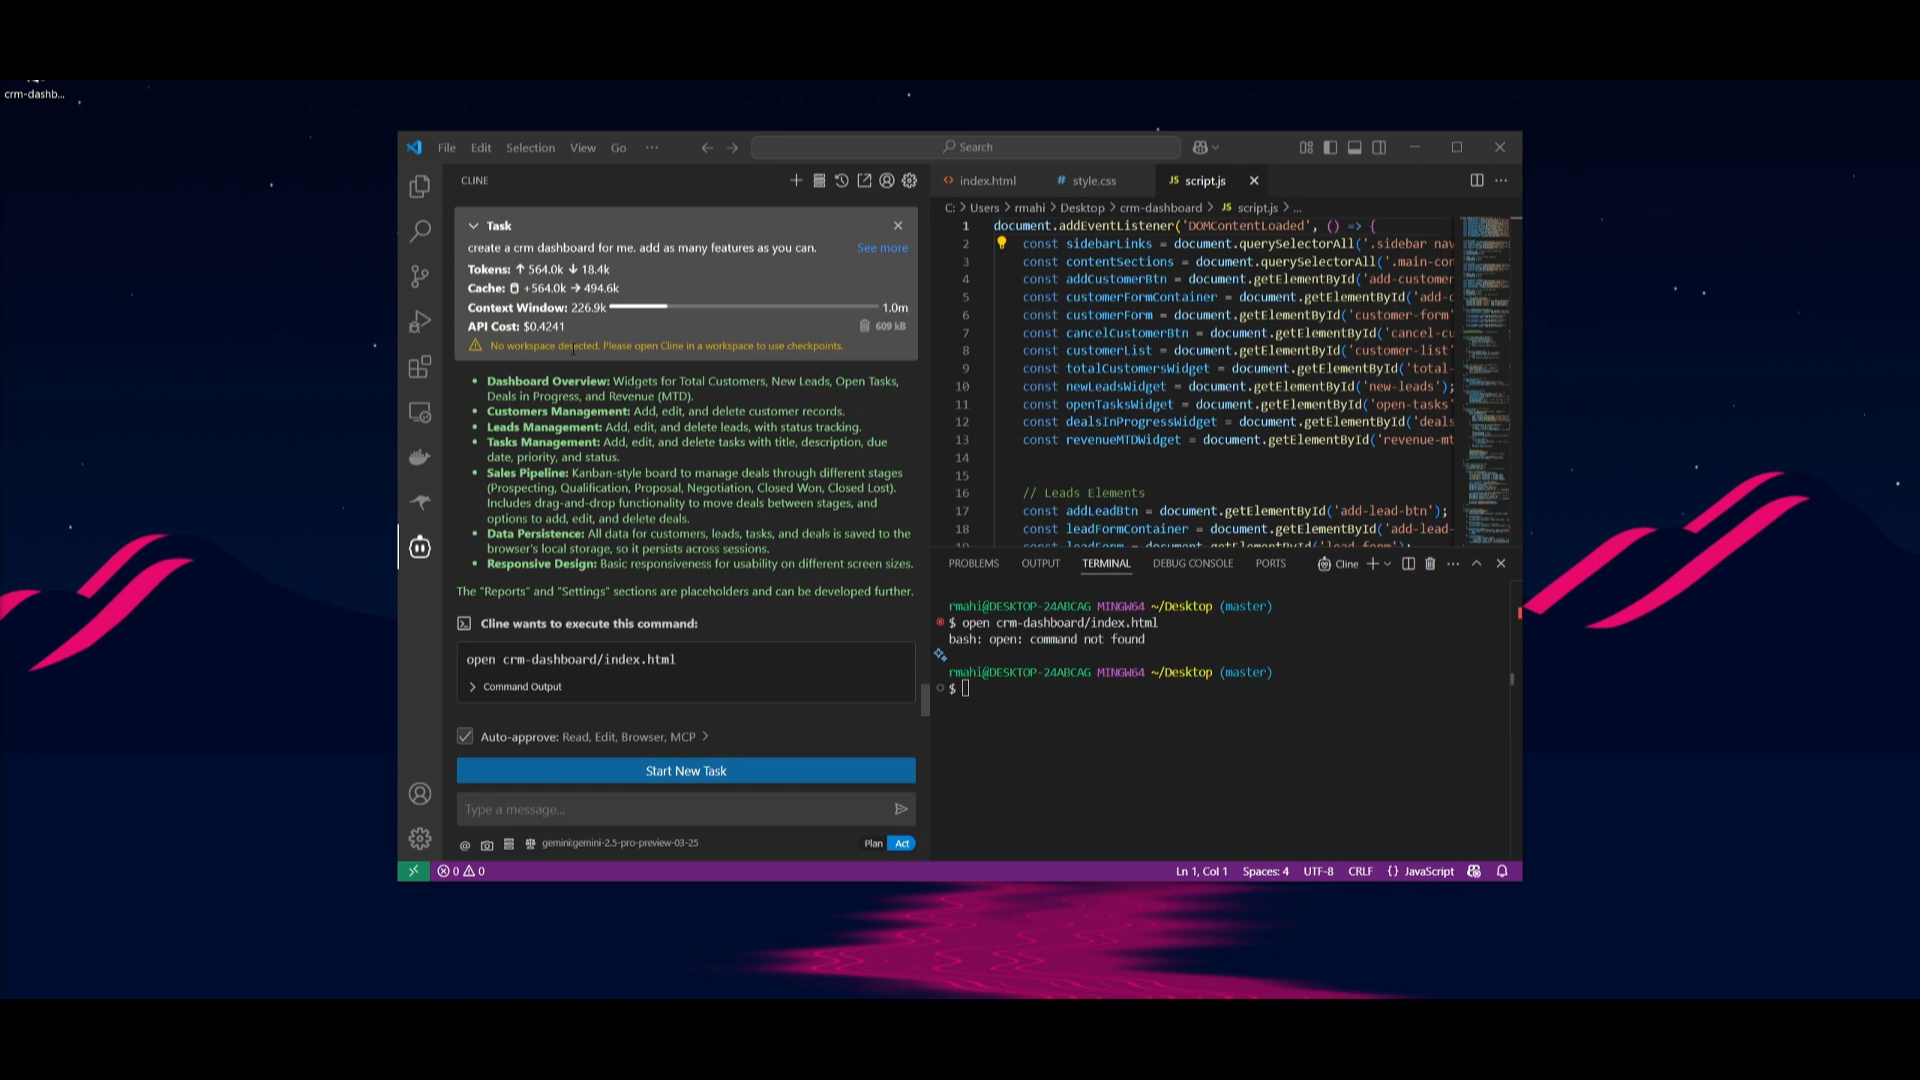 crm-dashb...
File Edit Selection View Go ... Search
CLINE
Task
create a crm dashboard for me. add as many features as you can. See more
Tokens: ↑ 564.0k ↓ 18.4k
Cache: +564.0k → 494.6k
Context Window: 226.9k 1.0m
API Cost: $0.4241 609 kB
No workspace detected. Please open Cline in a workspace to use checkpoints.
• Dashboard Overview: Widgets for Total Customers, New Leads, Open Tasks,
Deals in Progress, and Revenue (MTD).
• Customers Management: Add, edit, and delete customer records.
• Leads Management: Add, edit, and delete leads, with status tracking.
• Tasks Management: Add, edit, and delete tasks with title, description, due
date, priority, and status.
• Sales Pipeline: Kanban-style board to manage deals through different stages
(Prospecting, Qualification, Proposal, Negotiation, Closed Won, Closed Lost).
Includes drag-and-drop functionality to move deals between stages, and
options to add, edit, and delete deals.
• Data Persistence: All data for customers, leads, tasks, and deals is saved to the
browser's local storage, so it persists across sessions.
• Responsive Design: Basic responsiveness for usability on different screen sizes.
The "Reports" and "Settings" sections are placeholders and can be developed further.
Cline wants to execute this command:
open crm-dashboard/index.html
Command Output
Auto-approve: Read, Edit, Browser, MCP
Start New Task
Type a message...
@ gemini:gemini-2.5-pro-preview-03-25 Plan Act
index.html # style.css JS script.js
C: > Users > rmahi > Desktop > crm-dashboard > JS script.js > ...
1 document.addEventListener('DOMContentLoaded', () => {
2 const sidebarLinks = document.querySelectorAll('.sidebar nav
3 const contentSections = document.querySelectorAll('.main-con
4 const addCustomerBtn = document.getElementById('add-customer
5 const customerFormContainer = document.getElementById('add-c
6 const customerForm = document.getElementById('customer-form'
7 const cancelCustomerBtn = document.getElementById('cancel-cu
8 const customerList = document.getElementById('customer-list'
9 const totalCustomersWidget = document.getElementById('total-
10 const newLeadsWidget = document.getElementById('new-leads');
11 const openTasksWidget = document.getElementById('open-tasks'
12 const dealsInProgressWidget = document.getElementById('deals
13 const revenueMTDWidget = document.getElementById('revenue-mt
14
15
16 // Leads Elements
17 const addLeadBtn = document.getElementById('add-lead-btn');
18 const leadFormContainer = document.getElementById('add-lead-
19 const leadForm = document.getElementById('lead-form');
PROBLEMS OUTPUT TERMINAL DEBUG CONSOLE PORTS Cline
rmahi@DESKTOP-24ABCAG MINGW64 ~/Desktop (master)
$ open crm-dashboard/index.html
bash: open: command not found
rmahi@DESKTOP-24ABCAG MINGW64 ~/Desktop (master)
$
0 0 Ln 1, Col 1 Spaces: 4 UTF-8 CRLF {} JavaScript